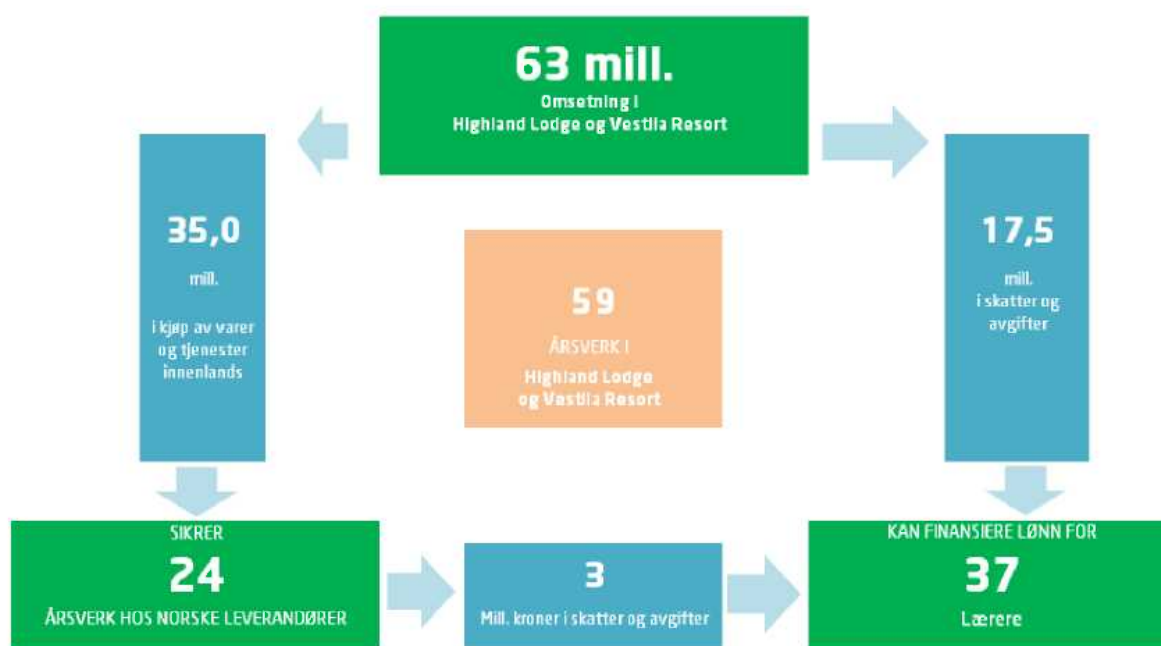 63 mill.
Omsetning i
Highland Lodge og Vestlia Resort
35,0
mill.
i kjøp av varer
og tjenester
innenlands
59
ÅRSVERK I
Highland Lodge
og Vestlia Resort
17,5
mill.
i skatter og
avgifter
SIKRER
24
ÅRSVERK HOS NORSKE LEVERANDØRER
3
Mill. kroner i skatter og avgifter
KAN FINANSIERE LØNN FOR
37
Lærere